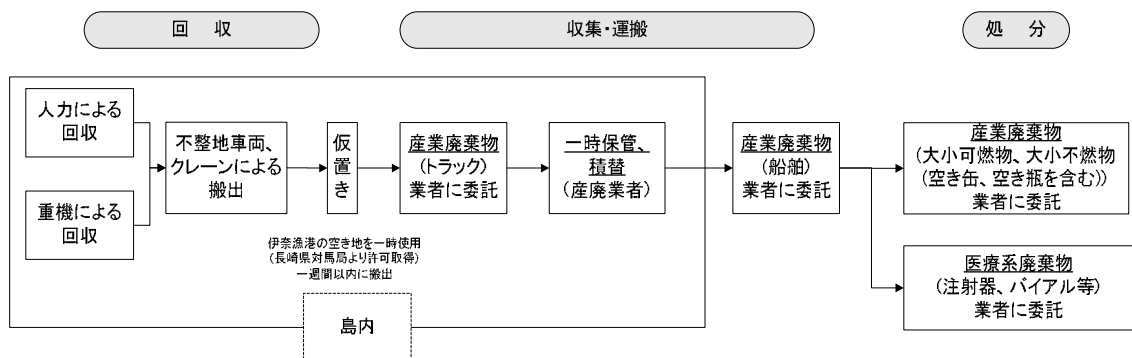 回　収
収集・運搬
処　分
人力による
回収
重機による
回収
不整地車両、
クレーンによる
搬出
仮
置
き
産業廃棄物
(トラック)
業者に委託
一時保管、
積替
(産廃業者)
産業廃棄物
(船舶)
業者に委託
産業廃棄物
(大小可燃物、大小不燃物
(空き缶、空き瓶を含む))
業者に委託
医療系廃棄物
(注射器、バイアル等)
業者に委託
伊奈漁港の空き地を一時使用
(長崎県対馬局より許可取得)
一週間以内に搬出
島内